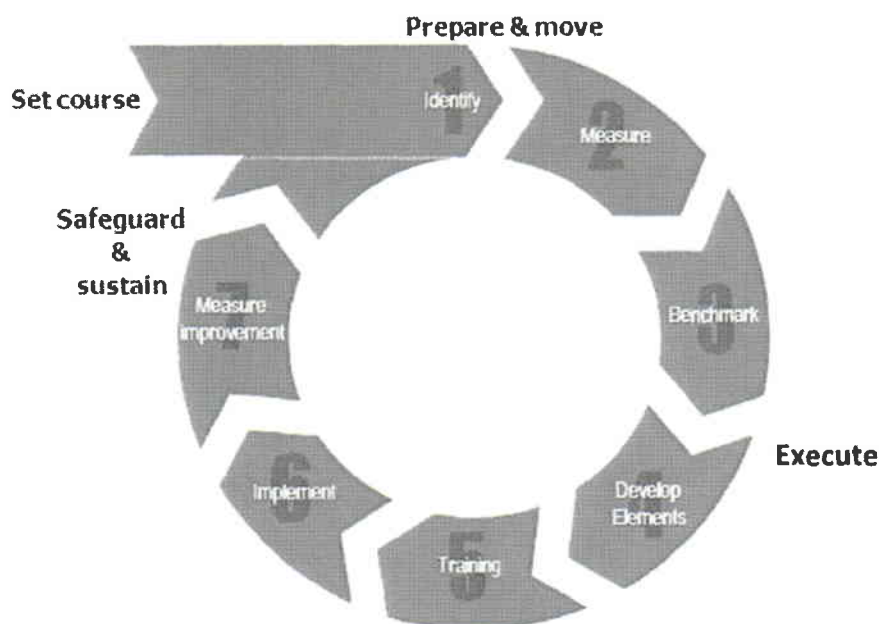 Prepare & move
Set course
1
Identify
2
Measure
3
Benchmark
Execute
4
Develop
Elements
5
Training
6
Implement
7
Measure
improvement
Safeguard
&
sustain